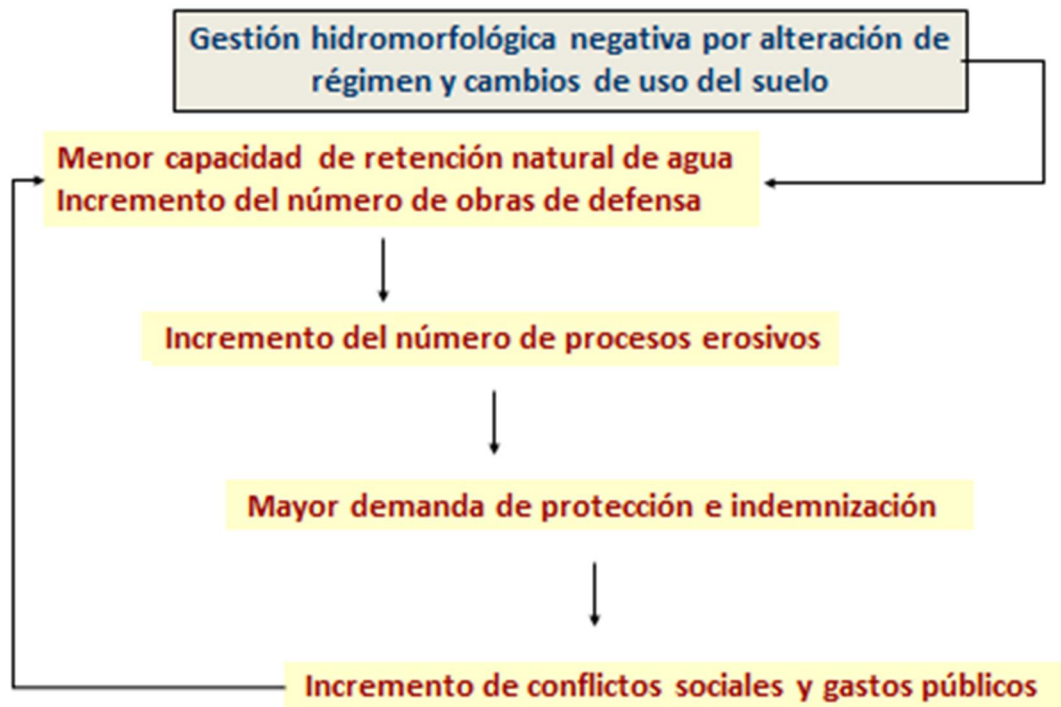 Gestión hidromorfológica negativa por alteración de
régimen y cambios de uso del suelo
Menor capacidad de retención natural de agua
Incremento del número de obras de defensa
Incremento del número de procesos erosivos
Mayor demanda de protección e indemnización
Incremento de conflictos sociales y gastos públicos